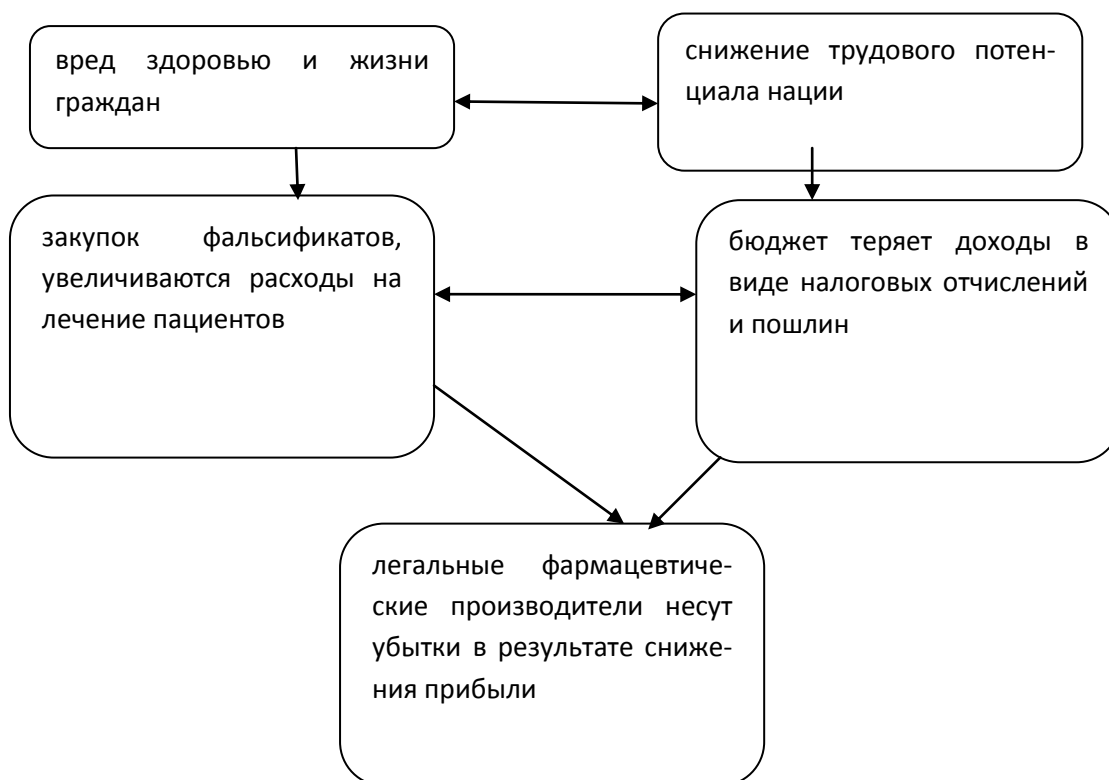 вред здоровью и жизни
граждан
снижение трудового потен-
циала нации
закупок фальсификатов,
увеличиваются расходы на
лечение пациентов
бюджет теряет доходы в
виде налоговых отчислений
и пошлин
легальные фармацевтиче-
ские производители несут
убытки в результате сниже-
ния прибыли